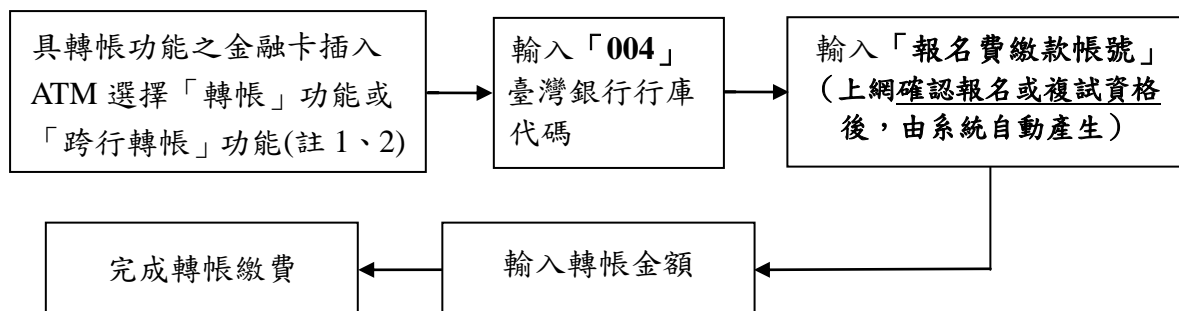 具轉帳功能之金融卡插入
ATM 選擇「轉帳」功能或
「跨行轉帳」功能(註 1、2)
輸入「004」
臺灣銀行行庫
代碼
輸入「報名費繳款帳號」
(上網確認報名或複試資格
後，由系統自動產生)
輸入轉帳金額
完成轉帳繳費